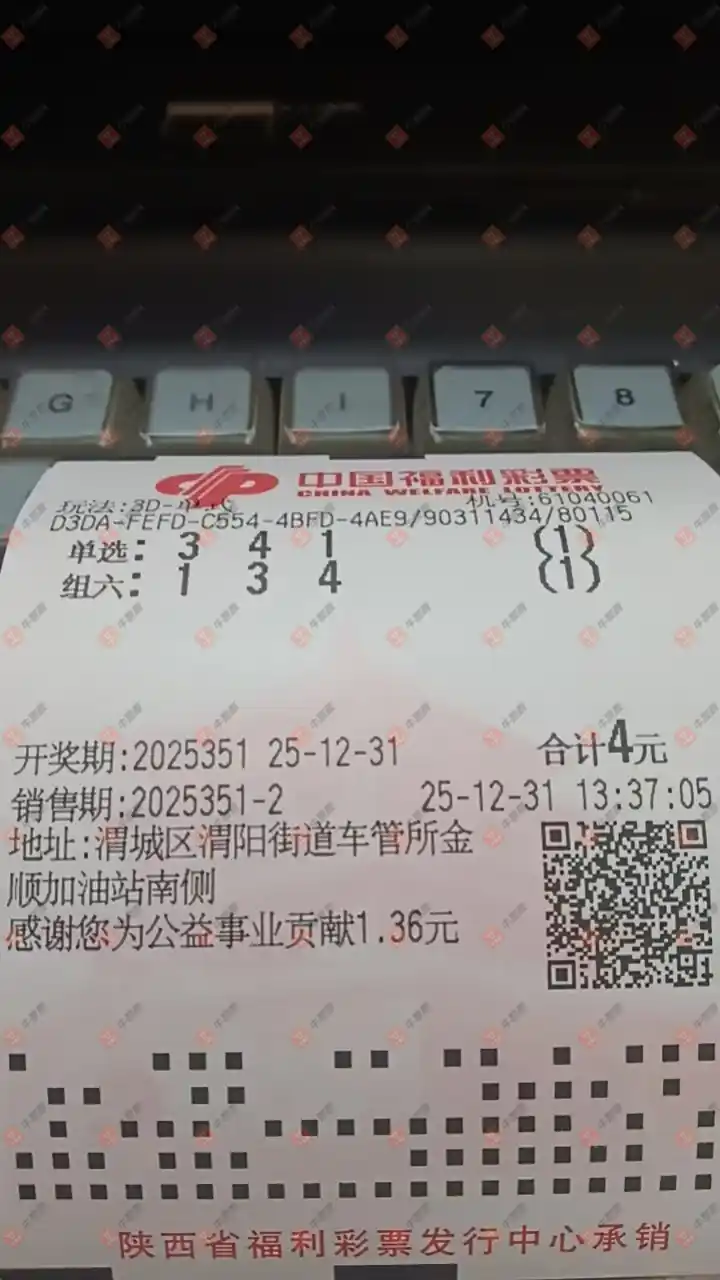 G H I 7 8
中国福利彩票
CHINA WELFARE LOTTERY
玩法:3D-单式 机号:61040061
D3DA-FEFD-C554-4BFD-4AE9/90311434/80115
单选: 3 4 1 {1}
组六: 1 3 4 {1}
开奖期:2025351 25-12-31 合计4元
销售期:2025351-2 25-12-31 13:37:05
地址:渭城区渭阳街道车管所金
顺加油站南侧
感谢您为公益事业贡献1.36元
陕西省福利彩票发行中心承销